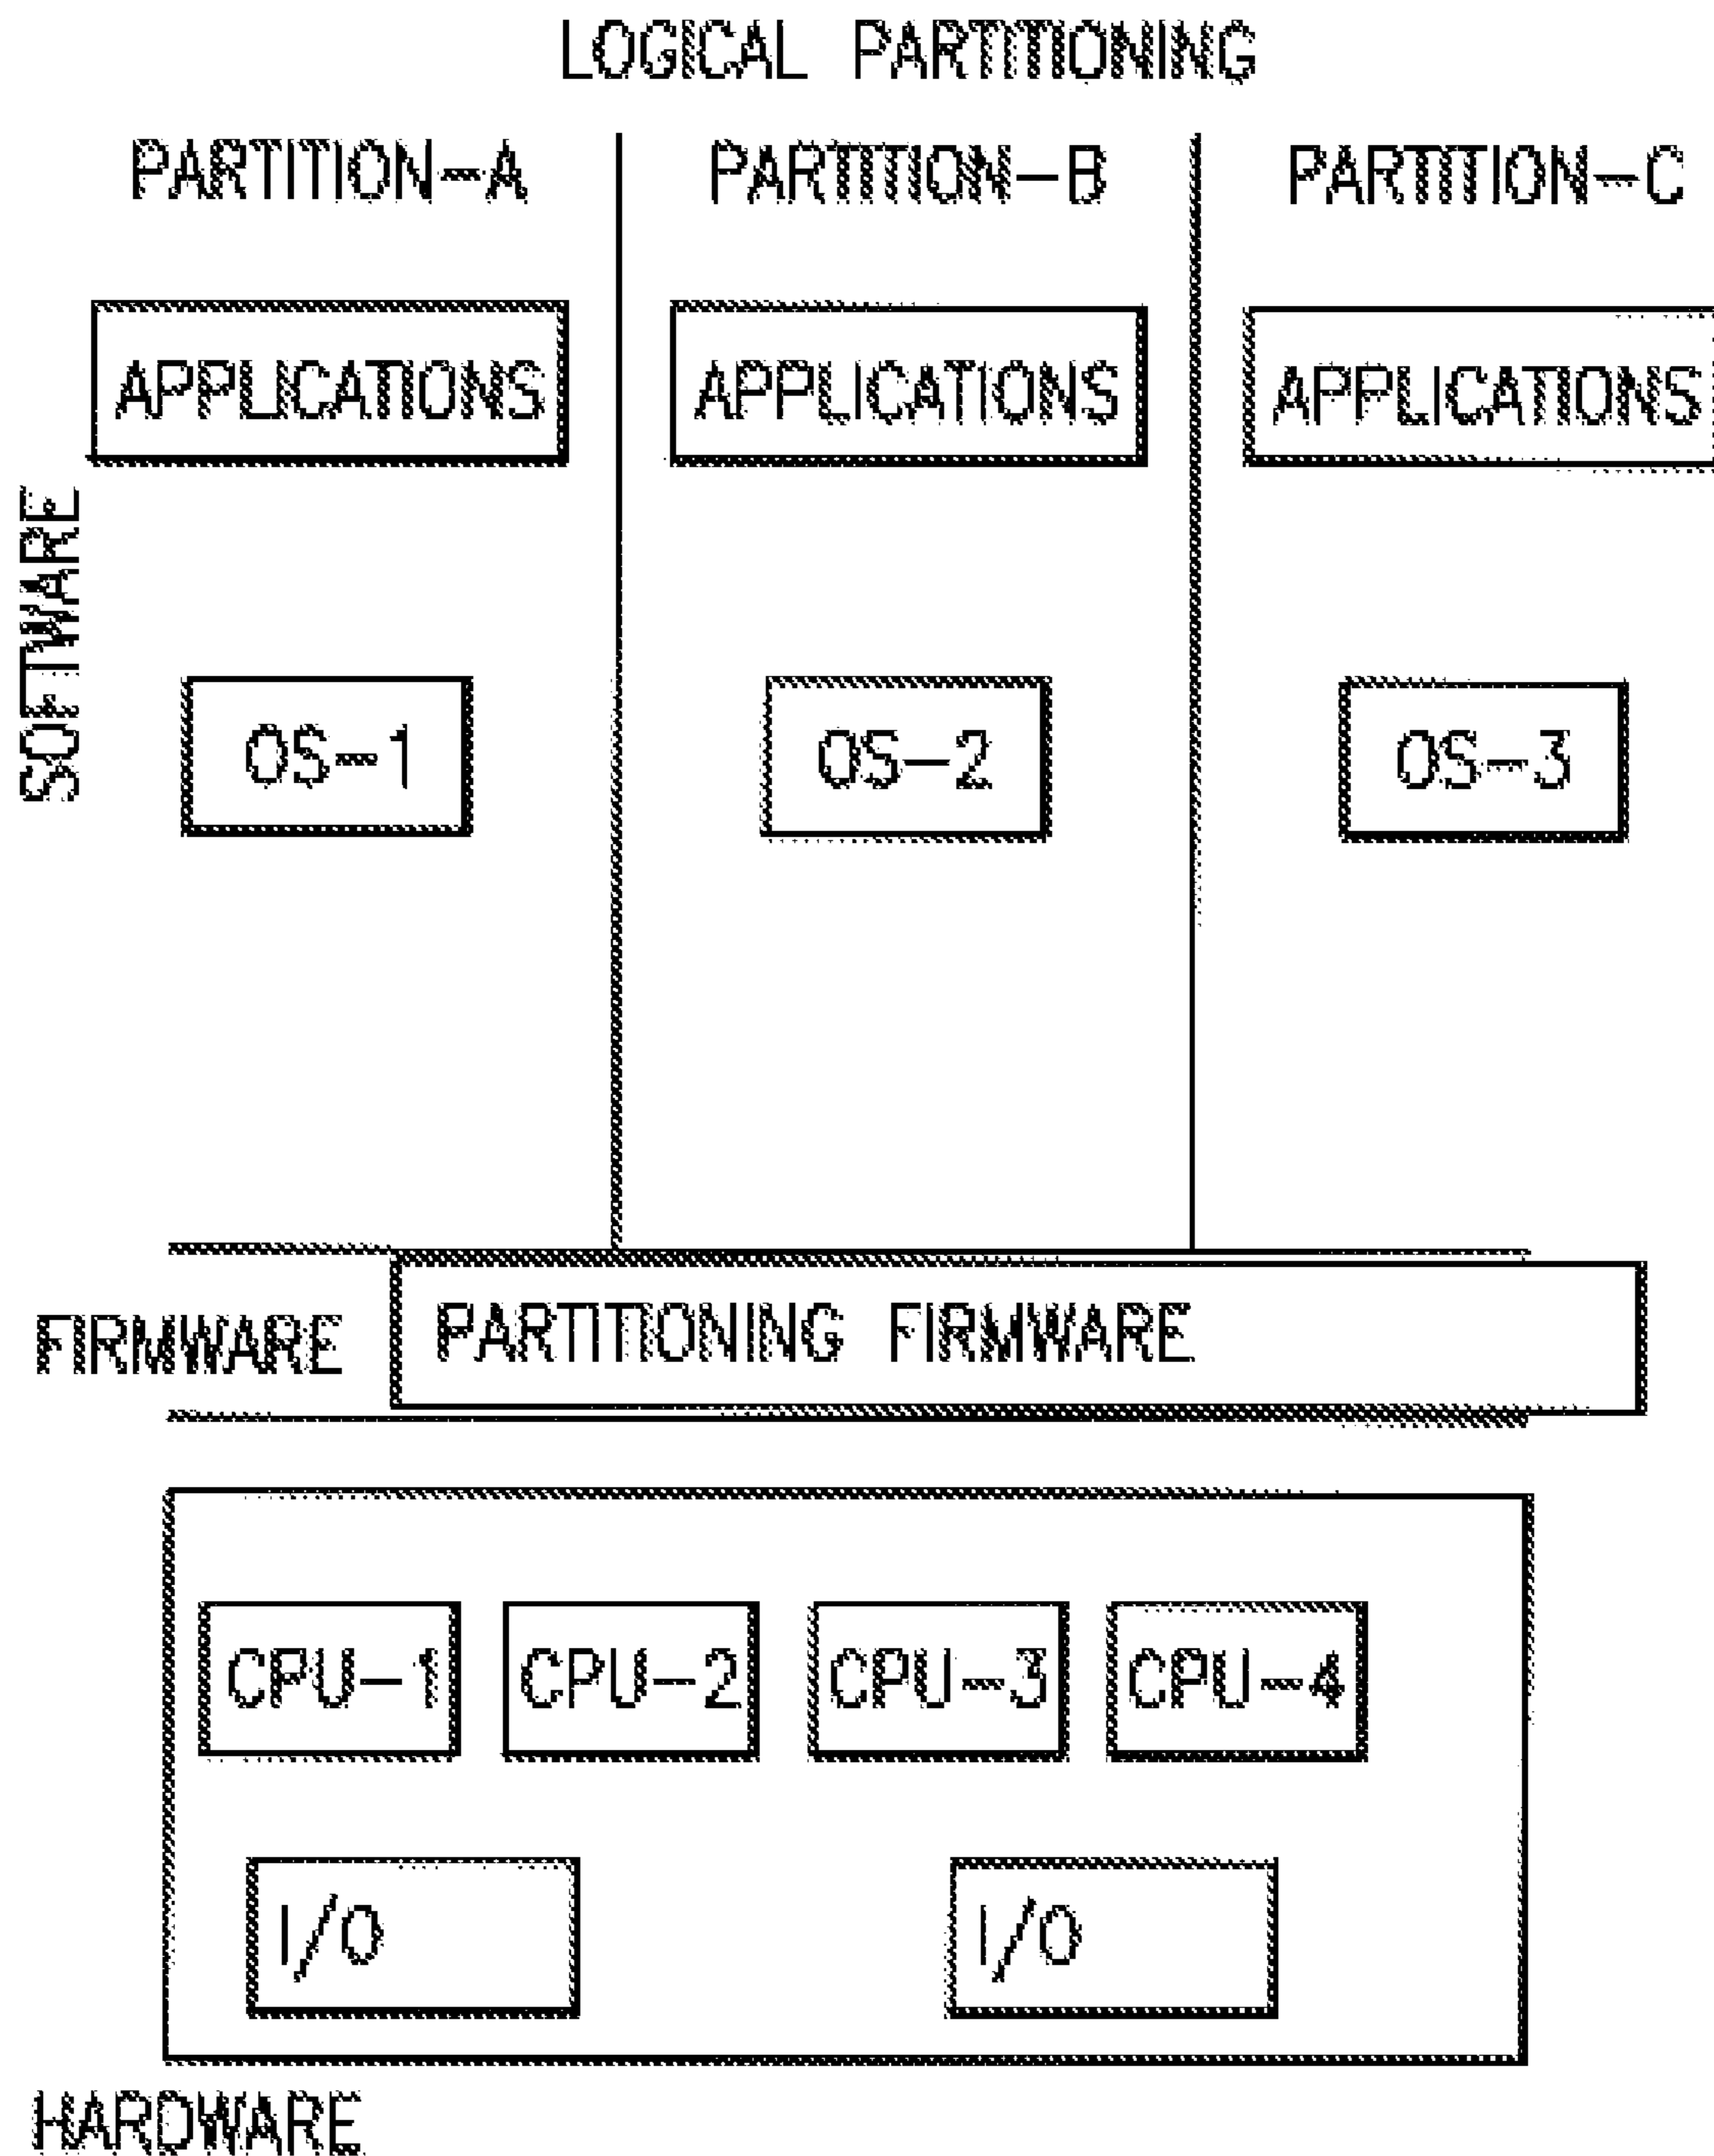 LOGICAL PARTITIONING
PARTITION-A
PARTITION-B
PARTITION-C
APPLICATIONS
APPLICATIONS
APPLICATIONS
SOFTWARE
OS-1
OS-2
OS-3
FIRMWARE
PARTITIONING FIRMWARE
CPU-1
CPU-2
CPU-3
CPU-4
I/O
I/O
HARDWARE